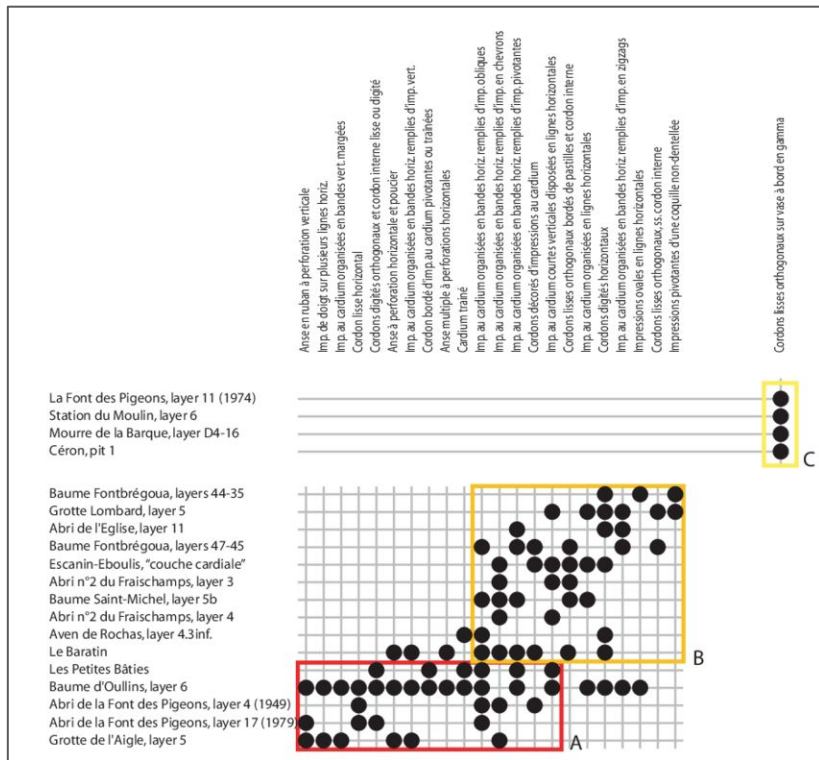 Anse en ruban à perforation verticale
Imp. de doigt sur plusieurs lignes horiz.
Imp. au cardium organisées en bandes vert. margées
Cordon lisse horizontal
Cordons digités orthogonaux et cordon interne lisse ou digité
Anse à perforation horizontale et poucier
Imp. au cardium organisées en bandes horiz. remplies d'imp. vert.
Cordon bordé d'imp. au cardium pivotantes ou traînées
Anse multiple à perforations horizontales
Cardium traîné
Imp. au cardium organisées en bandes horiz. remplies d'imp. obliques
Imp. au cardium organisées en bandes horiz. remplies d'imp. en chevrons
Imp. au cardium organisées en bandes horiz. remplies d'imp. pivotantes
Cordons décorés d'impressions au cardium
Imp. au cardium courtes verticales disposées en lignes horizontales
Cordons lisses orthogonaux bordés de pastilles et cordon interne
Imp. au cardium organisées en lignes horizontales
Cordons digités horizontaux
Imp. au cardium organisées en bandes horiz. remplies d'imp. en zigzags
Impressions ovales en lignes horizontales
Cordons lisses orthogonaux, ss. cordon interne
Impressions pivotantes d'une coquille non-dentellée
Cordons lisses orthogonaux sur vase à bord en gamma
La Font des Pigeons, layer 11 (1974)
Station du Moulin, layer 6
Mourre de la Barque, layer D4-16
Céron, pit 1
C
Baume Fontbrégoua, layers 44-35
Grotte Lombard, layer 5
Abri de l'Eglise, layer 11
Baume Fontbrégoua, layers 47-45
Escanin-Eboulis, "couche cardiale"
Abri n°2 du Fraischamps, layer 3
Baume Saint-Michel, layer 5b
Abri n°2 du Fraischamps, layer 4
Aven de Rochas, layer 4.3inf.
Le Baratin
B
Les Petites Bâties
Baume d'Oullins, layer 6
Abri de la Font des Pigeons, layer 4 (1949)
Abri de la Font des Pigeons, layer 17 (1979)
Grotte de l'Aigle, layer 5
A